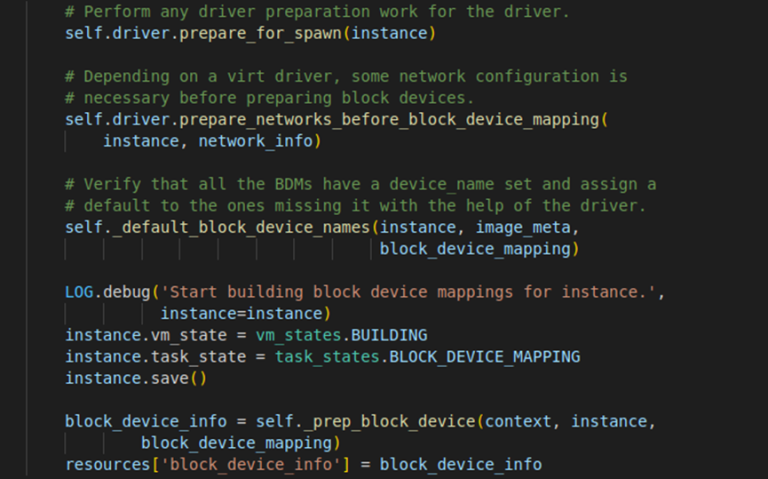 # Perform any driver preparation work for the driver.
self.driver.prepare_for_spawn(instance)
# Depending on a virt driver, some network configuration is
# necessary before preparing block devices.
self.driver.prepare_networks_before_block_device_mapping(
instance, network_info)
# Verify that all the BDMs have a device_name set and assign a
# default to the ones missing it with the help of the driver.
self._default_block_device_names(instance, image_meta,
block_device_mapping)
LOG.debug('Start building block device mappings for instance.',
instance=instance)
instance.vm_state = vm_states.BUILDING
instance.task_state = task_states.BLOCK_DEVICE_MAPPING
instance.save()
block_device_info = self._prep_block_device(context, instance,
block_device_mapping)
resources['block_device_info'] = block_device_info